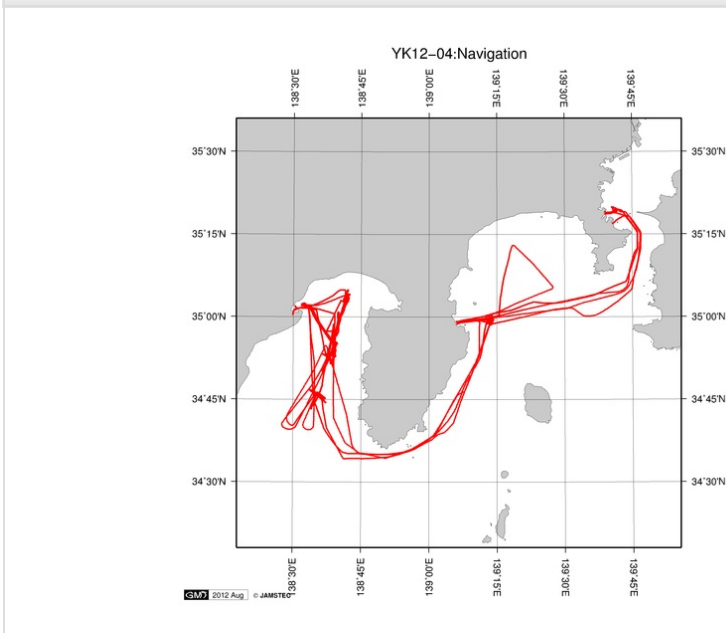 YK12−04:Navigation
138˚30'E 138˚45'E 139˚00'E 139˚15'E 139˚30'E 139˚45'E
35˚30'N 35˚30'N
35˚15'N 35˚15'N
35˚00'N 35˚00'N
34˚45'N 34˚45'N
34˚30'N 34˚30'N
138˚30'E 138˚45'E 139˚00'E 139˚15'E 139˚30'E 139˚45'E
GMT 2012 Aug © JAMSTEC